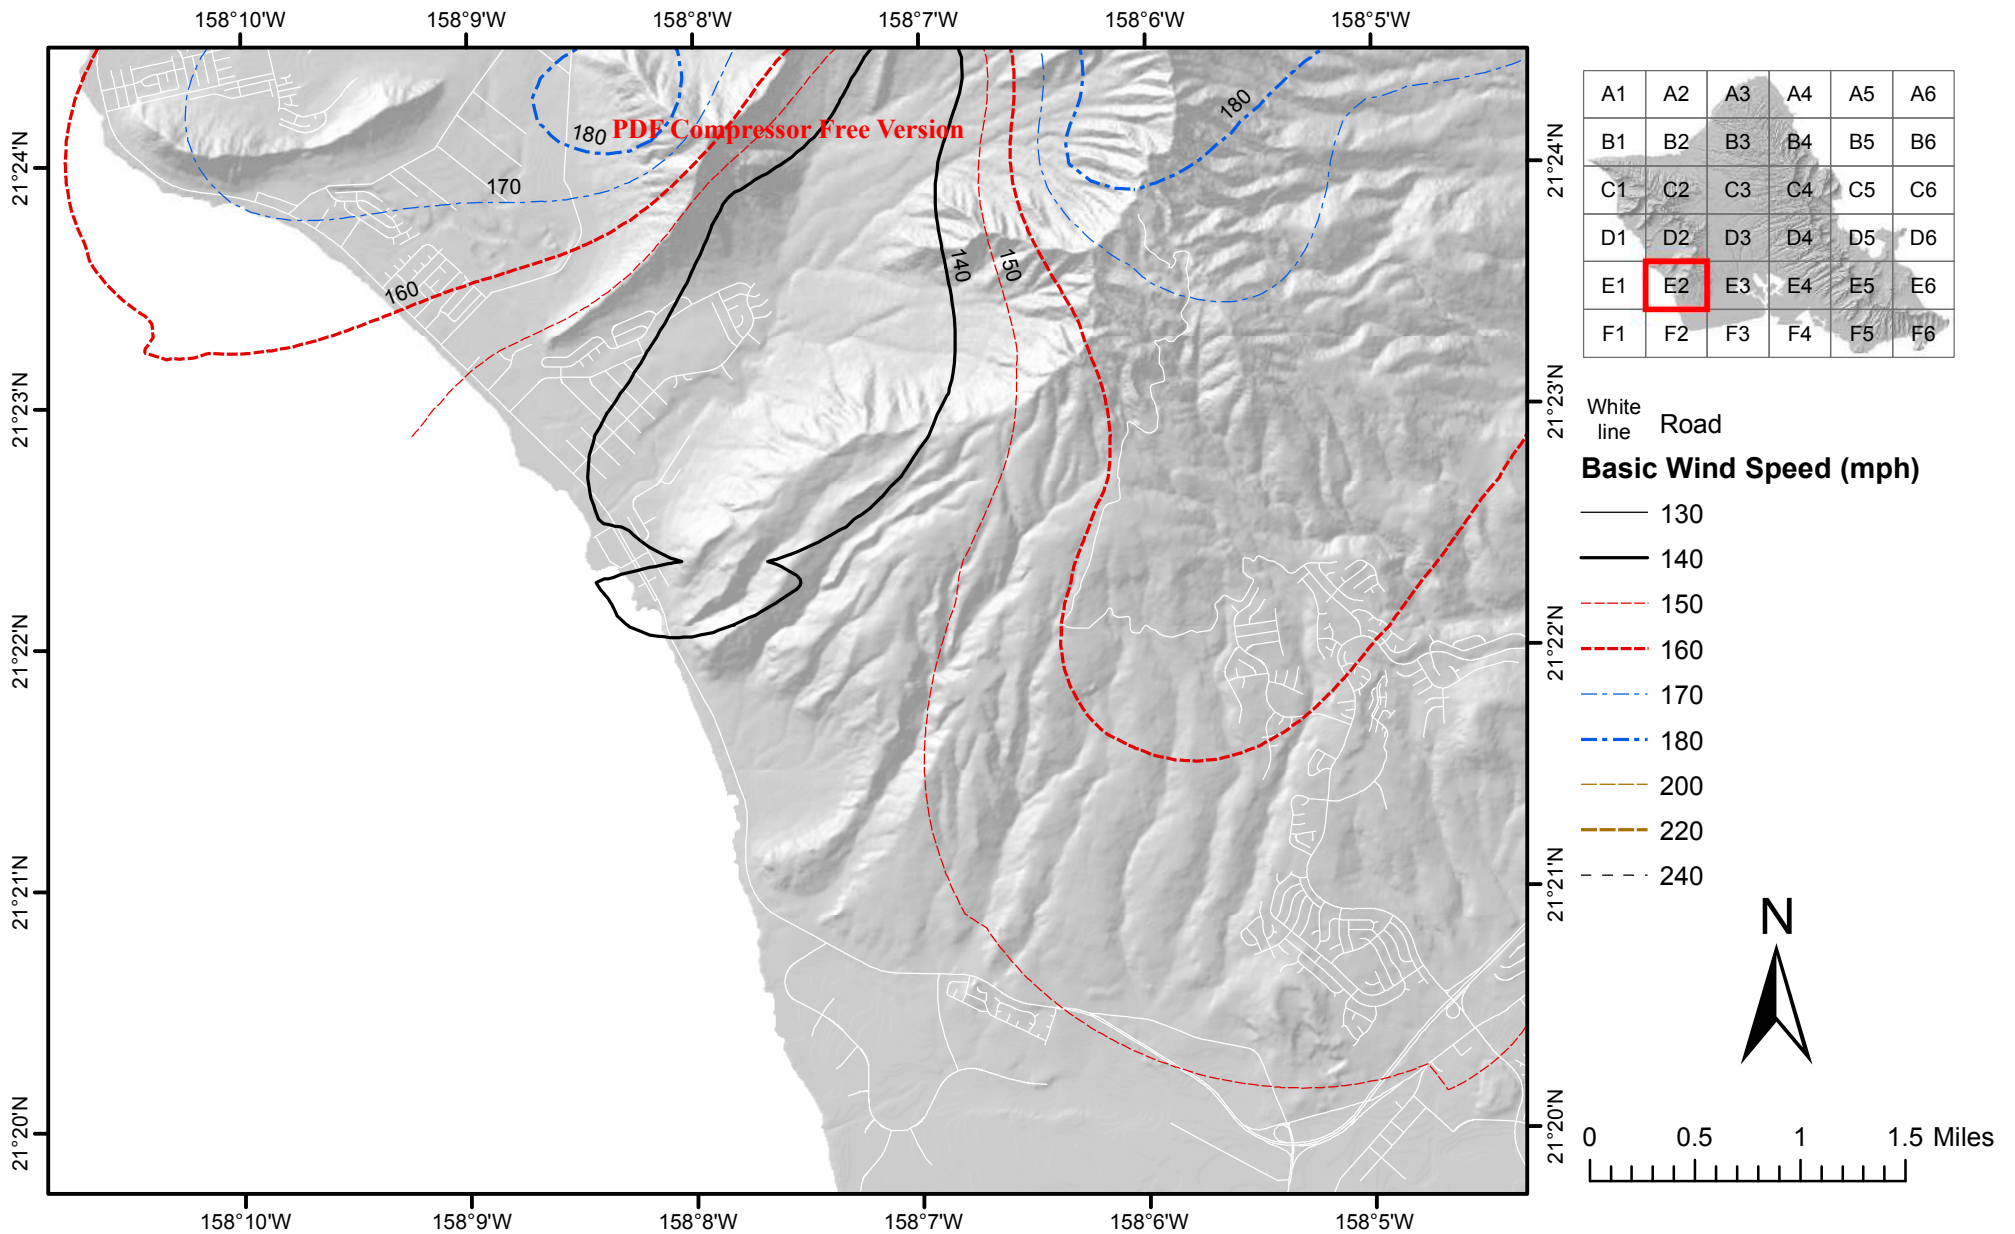 158°10'W 158°9'W 158°8'W 158°7'W 158°6'W 158°5'W
21°24'N
21°23'N
21°22'N
21°21'N
21°20'N
180
PDF Compressor Free Version
180
170
160
140
150
21°24'N
21°23'N
21°22'N
21°21'N
21°20'N
158°10'W 158°9'W 158°8'W 158°7'W 158°6'W 158°5'W
A1 A2 A3 A4 A5 A6
B1 B2 B3 B4 B5 B6
C1 C2 C3 C4 C5 C6
D1 D2 D3 D4 D5 D6
E1 E2 E3 E4 E5 E6
F1 F2 F3 F4 F5 F6
White
line
Road
Basic Wind Speed (mph)
130
140
150
160
170
180
200
220
240
N
0 0.5 1 1.5 Miles